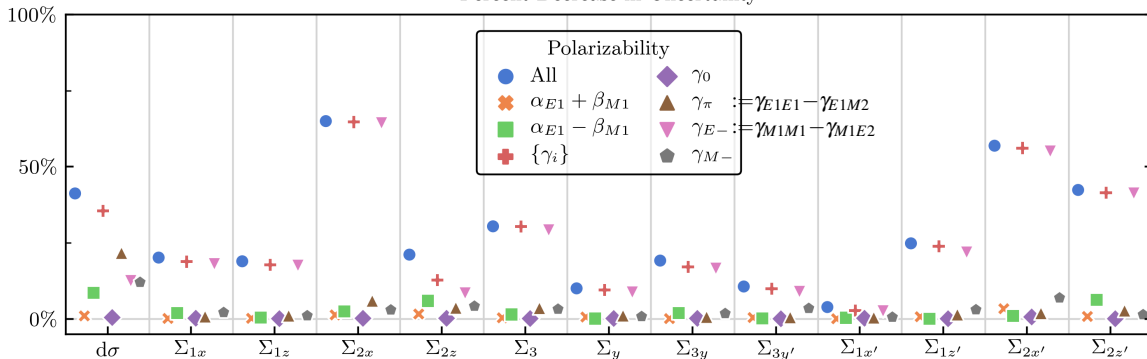 100%
50%
0%
Polarizability
All
α_{E1} + β_{M1}
α_{E1} − β_{M1}
{γ_i}
γ_0
γ_π :=γ_{E1E1}−γ_{E1M2}
γ_{E−} :=γ_{M1M1}−γ_{M1E2}
γ_{M−}
dσ Σ_{1x} Σ_{1z} Σ_{2x} Σ_{2z} Σ_3 Σ_y Σ_{3y} Σ_{3y′} Σ_{1x′} Σ_{1z′} Σ_{2x′} Σ_{2z′}